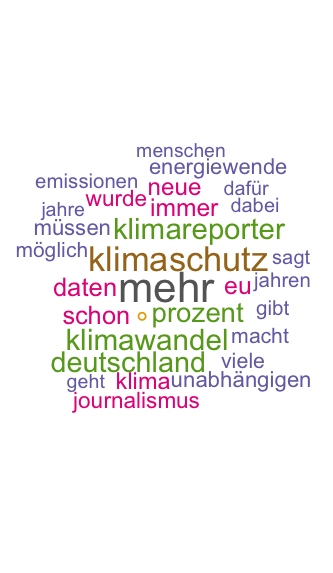 menschen
energiewende
emissionen neue dafür
wurde
jahre immer dabei
müssen klimareporter
möglich klimaschutz sagt
daten mehr eu jahren
schon prozent gibt
klimawandel macht
deutschland viele
geht klima unabhängigen
journalismus